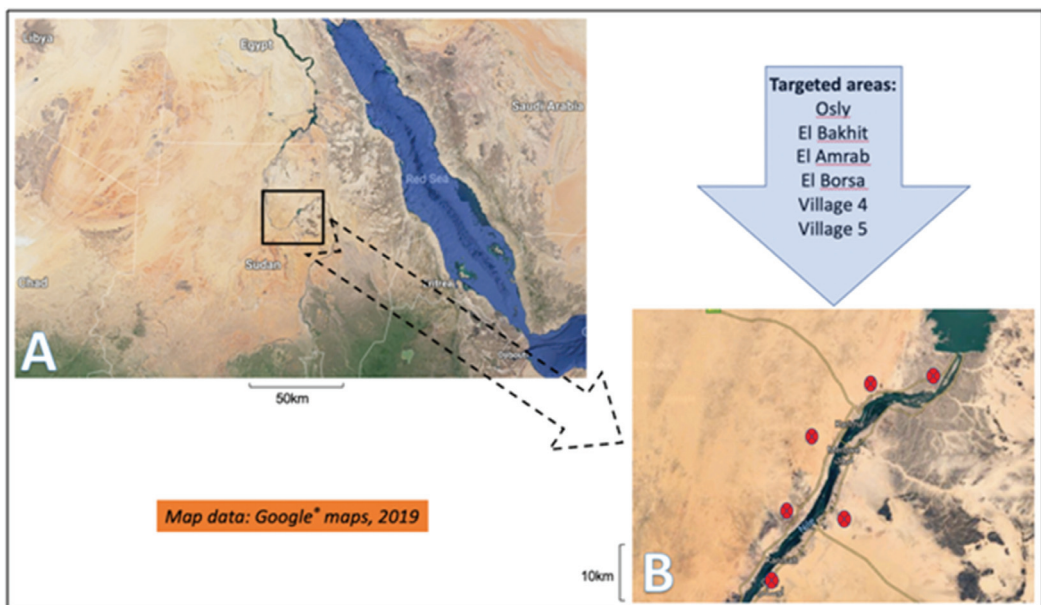 Libya
Egypt
Saudi Arabia
Red Sea
Sudan
Chad
Eritrea
A
50km
Map data: Google® maps, 2019
Targeted areas:
Osly
El Bakhit
El Amrab
El Borsa
Village 4
Village 5
Nile
B
10km